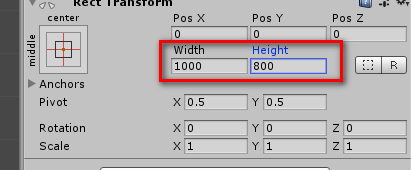 Rect Transform
center
middle
Pos X Pos Y Pos Z
0 0 0
Width Height
1000 800
R
Anchors
Pivot X 0.5 Y 0.5
Rotation X 0 Y 0 Z 0
Scale X 1 Y 1 Z 1